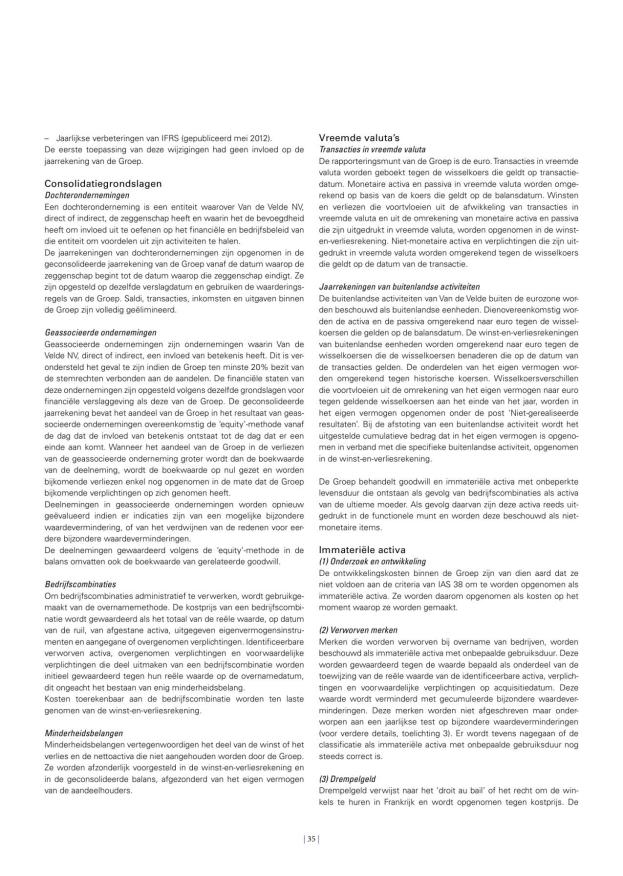 – Jaarlijkse verbeteringen van IFRS (gepubliceerd mei 2012).
De eerste toepassing van deze wijzigingen had geen invloed op de
jaarrekening van de Groep.
Consolidatiegrondslagen
Dochterondernemingen
Een dochteronderneming is een entiteit waarover Van de Velde NV,
direct of indirect, de zeggenschap heeft en waarin het de bevoegdheid
heeft om invloed uit te oefenen op het financiële en bedrijfsbeleid van
die entiteit om voordelen uit zijn activiteiten te halen.
De jaarrekeningen van dochterondernemingen zijn opgenomen in de
geconsolideerde jaarrekening van de Groep vanaf de datum waarop de
zeggenschap begint tot de datum waarop die zeggenschap eindigt. Ze
zijn opgesteld op dezelfde verslagdatum en gebruiken de waarderings-
regels van de Groep. Saldi, transacties, inkomsten en uitgaven binnen
de Groep zijn volledig geëlimineerd.
Geassocieerde ondernemingen
Geassocieerde ondernemingen zijn ondernemingen waarin Van de
Velde NV, direct of indirect, een invloed van betekenis heeft. Dit is ver-
ondersteld het geval te zijn indien de Groep ten minste 20% bezit van
de stemrechten verbonden aan de aandelen. De financiële staten van
deze ondernemingen zijn opgesteld volgens dezelfde grondslagen voor
financiële verslaggeving als deze van de Groep. De geconsolideerde
jaarrekening bevat het aandeel van de Groep in het resultaat van geas-
socieerde ondernemingen overeenkomstig de ‘equity’-methode vanaf
de dag dat de invloed van betekenis ontstaat tot de dag dat er een
einde aan komt. Wanneer het aandeel van de Groep in de verliezen
van de geassocieerde onderneming groter wordt dan de boekwaarde
van de deelneming, wordt de boekwaarde op nul gezet en worden
bijkomende verliezen enkel nog opgenomen in de mate dat de Groep
bijkomende verplichtingen op zich genomen heeft.
Deelnemingen in geassocieerde ondernemingen worden opnieuw
geëvalueerd indien er indicaties zijn van een mogelijke bijzondere
waardevermindering, of van het verdwijnen van de redenen voor eer-
dere bijzondere waardeverminderingen.
De deelnemingen gewaardeerd volgens de ‘equity’-methode in de
balans omvatten ook de boekwaarde van gerelateerde goodwill.
Bedrijfscombinaties
Om bedrijfscombinaties administratief te verwerken, wordt gebruikge-
maakt van de overnamemethode. De kostprijs van een bedrijfscombi-
natie wordt gewaardeerd als het totaal van de reële waarde, op datum
van de ruil, van afgestane activa, uitgegeven eigenvermogensinstru-
menten en aangegane of overgenomen verplichtingen. Identificeerbare
verworven activa, overgenomen verplichtingen en voorwaardelijke
verplichtingen die deel uitmaken van een bedrijfscombinatie worden
initieel gewaardeerd tegen hun reële waarde op de overnamedatum,
dit ongeacht het bestaan van enig minderheidsbelang.
Kosten toerekenbaar aan de bedrijfscombinatie worden ten laste
genomen van de winst-en-verliesrekening.
Minderheidsbelangen
Minderheidsbelangen vertegenwoordigen het deel van de winst of het
verlies en de nettoactiva die niet aangehouden worden door de Groep.
Ze worden afzonderlijk voorgesteld in de winst-en-verliesrekening en
in de geconsolideerde balans, afgezonderd van het eigen vermogen
van de aandeelhouders.
Vreemde valuta’s
Transacties in vreemde valuta
De rapporteringsmunt van de Groep is de euro. Transacties in vreemde
valuta worden geboekt tegen de wisselkoers die geldt op transactie-
datum. Monetaire activa en passiva in vreemde valuta worden omge-
rekend op basis van de koers die geldt op de balansdatum. Winsten
en verliezen die voortvloeien uit de afwikkeling van transacties in
vreemde valuta en uit de omrekening van monetaire activa en passiva
die zijn uitgedrukt in vreemde valuta, worden opgenomen in de winst-
en-verliesrekening. Niet-monetaire activa en verplichtingen die zijn uit-
gedrukt in vreemde valuta worden omgerekend tegen de wisselkoers
die geldt op de datum van de transactie.
Jaarrekeningen van buitenlandse activiteiten
De buitenlandse activiteiten van Van de Velde buiten de eurozone wor-
den beschouwd als buitenlandse eenheden. Dienovereenkomstig wor-
den de activa en de passiva omgerekend naar euro tegen de wissel-
koersen die gelden op de balansdatum. De winst-en-verliesrekeningen
van buitenlandse eenheden worden omgerekend naar euro tegen de
wisselkoersen die de wisselkoersen benaderen die op de datum van
de transacties gelden. De onderdelen van het eigen vermogen wor-
den omgerekend tegen historische koersen. Wisselkoersverschillen
die voortvloeien uit de omrekening van het eigen vermogen naar euro
tegen geldende wisselkoersen aan het einde van het jaar, worden in
het eigen vermogen opgenomen onder de post ‘Niet-gerealiseerde
resultaten’. Bij de afstoting van een buitenlandse activiteit wordt het
uitgestelde cumulatieve bedrag dat in het eigen vermogen is opgeno-
men in verband met die specifieke buitenlandse activiteit, opgenomen
in de winst-en-verliesrekening.
De Groep behandelt goodwill en immateriële activa met onbeperkte
levensduur die ontstaan als gevolg van bedrijfscombinaties als activa
van de ultieme moeder. Als gevolg daarvan zijn deze activa reeds uit-
gedrukt in de functionele munt en worden deze beschouwd als niet-
monetaire items.
Immateriële activa
(1) Onderzoek en ontwikkeling
De ontwikkelingskosten binnen de Groep zijn van dien aard dat ze
niet voldoen aan de criteria van IAS 38 om te worden opgenomen als
immateriële activa. Ze worden daarom opgenomen als kosten op het
moment waarop ze worden gemaakt.
(2) Verworven merken
Merken die worden verworven bij overname van bedrijven, worden
beschouwd als immateriële activa met onbepaalde gebruiksduur. Deze
worden gewaardeerd tegen de waarde bepaald als onderdeel van de
toewijzing van de reële waarde van de identificeerbare activa, verplich-
tingen en voorwaardelijke verplichtingen op acquisitiedatum. Deze
waarde wordt verminderd met gecumuleerde bijzondere waardever-
minderingen. Deze merken worden niet afgeschreven maar onder-
worpen aan een jaarlijkse test op bijzondere waardeverminderingen
(voor verdere details, toelichting 3). Er wordt tevens nagegaan of de
classificatie als immateriële activa met onbepaalde gebruiksduur nog
steeds correct is.
(3) Drempelgeld
Drempelgeld verwijst naar het ‘droit au bail’ of het recht om de win-
kels te huren in Frankrijk en wordt opgenomen tegen kostprijs. De
| 35 |